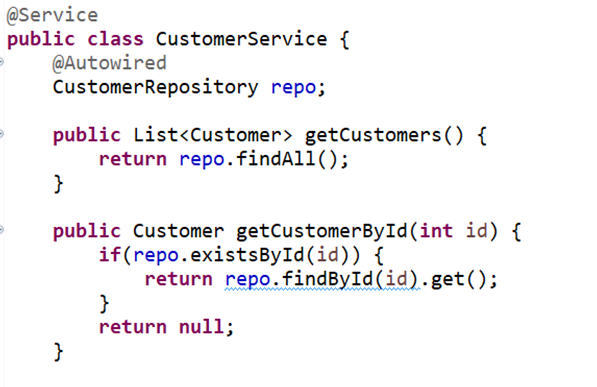 @Service
public class CustomerService {
    @Autowired
    CustomerRepository repo;
    public List<Customer> getCustomers() {
        return repo.findAll();
    }
    public Customer getCustomerById(int id) {
        if(repo.existsById(id)) {
            return repo.findById(id).get();
        }
        return null;
    }